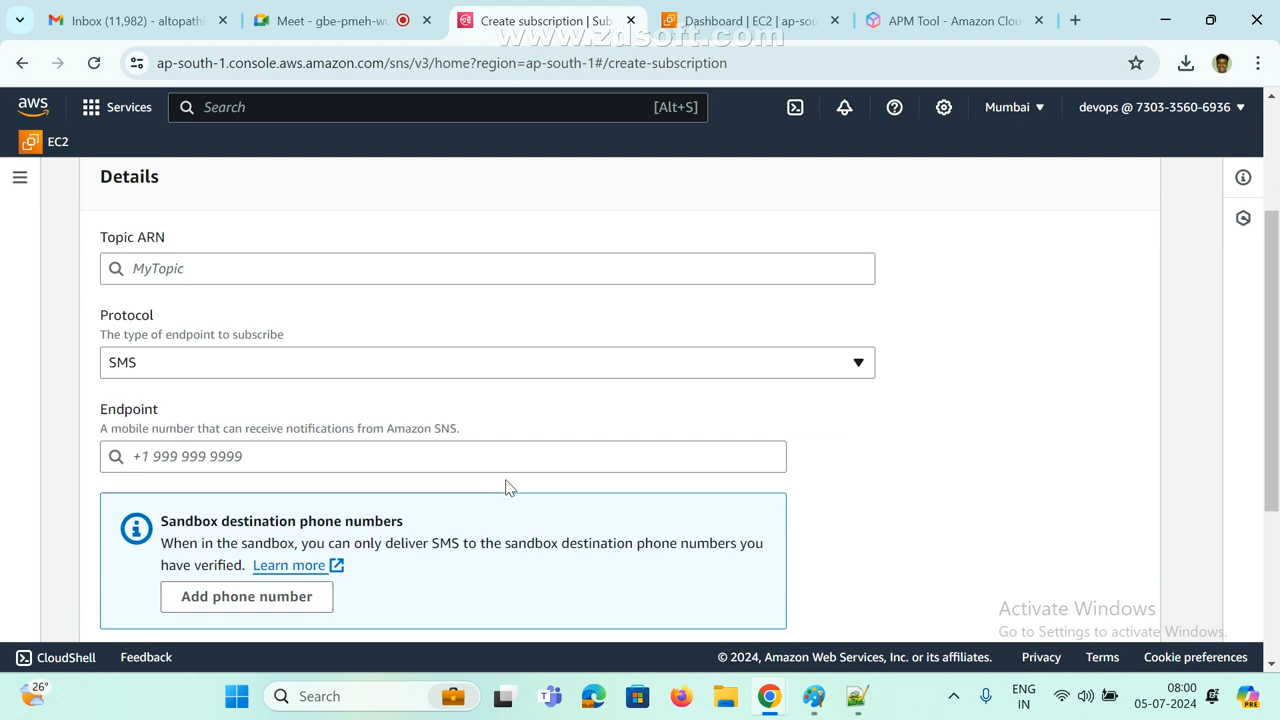 Inbox (11,982) - altopathi
Meet - gbe-pmeh-wu
Create subscription | Sub
Dashboard | EC2 | ap-sou
APM Tool - Amazon Clou
www.zdsoft.com
ap-south-1.console.aws.amazon.com/sns/v3/home?region=ap-south-1#/create-subscription
aws
Services
Search
[Alt+S]
Mumbai
devops @ 7303-3560-6936
EC2
Details
Topic ARN
MyTopic
Protocol
The type of endpoint to subscribe
SMS
Endpoint
A mobile number that can receive notifications from Amazon SNS.
+1 999 999 9999
Sandbox destination phone numbers
When in the sandbox, you can only deliver SMS to the sandbox destination phone numbers you
have verified. Learn more
Add phone number
Activate Windows
Go to Settings to activate Windows.
CloudShell
Feedback
© 2024, Amazon Web Services, Inc. or its affiliates.
Privacy
Terms
Cookie preferences
26°
Search
ENG
IN
08:00
05-07-2024
PRE